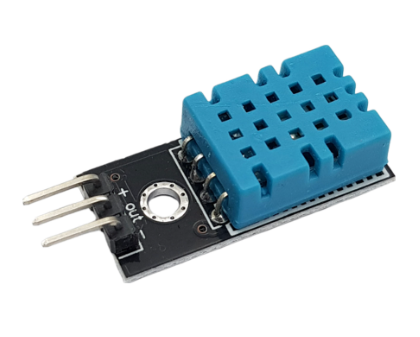 + out -